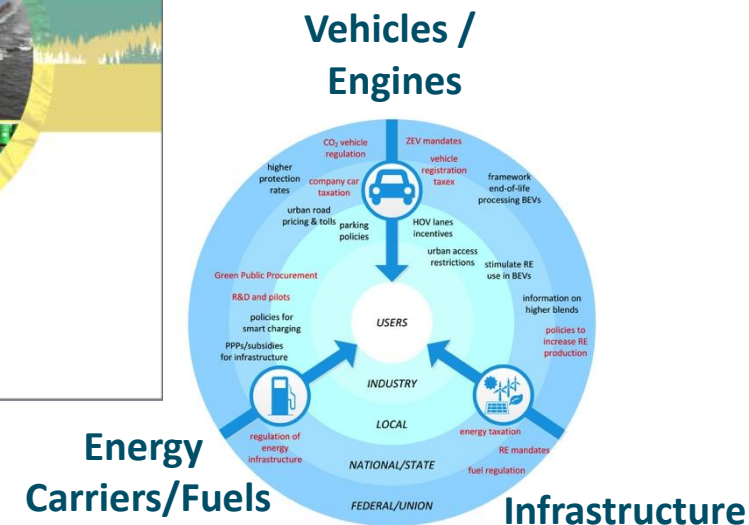 Vehicles /
Engines
CO₂ vehicle
regulation
ZEV mandates
higher
protection
rates
company car
taxation
vehicle
registration
taxex
framework
end-of-life
processing BEVs
urban road
pricing & tolls
parking
policies
HOV lanes
incentives
urban access
restrictions
stimulate RE
use in BEVs
Green Public Procurement
R&D and pilots
policies for
smart charging
PPPs/subsidies
for infrastructure
USERS
information on
higher blends
policies to
increase RE
production
INDUSTRY
LOCAL
NATIONAL/STATE
FEDERAL/UNION
regulation of
energy
infrastructure
energy taxation
RE mandates
fuel regulation
Energy
Carriers/Fuels
Infrastructure